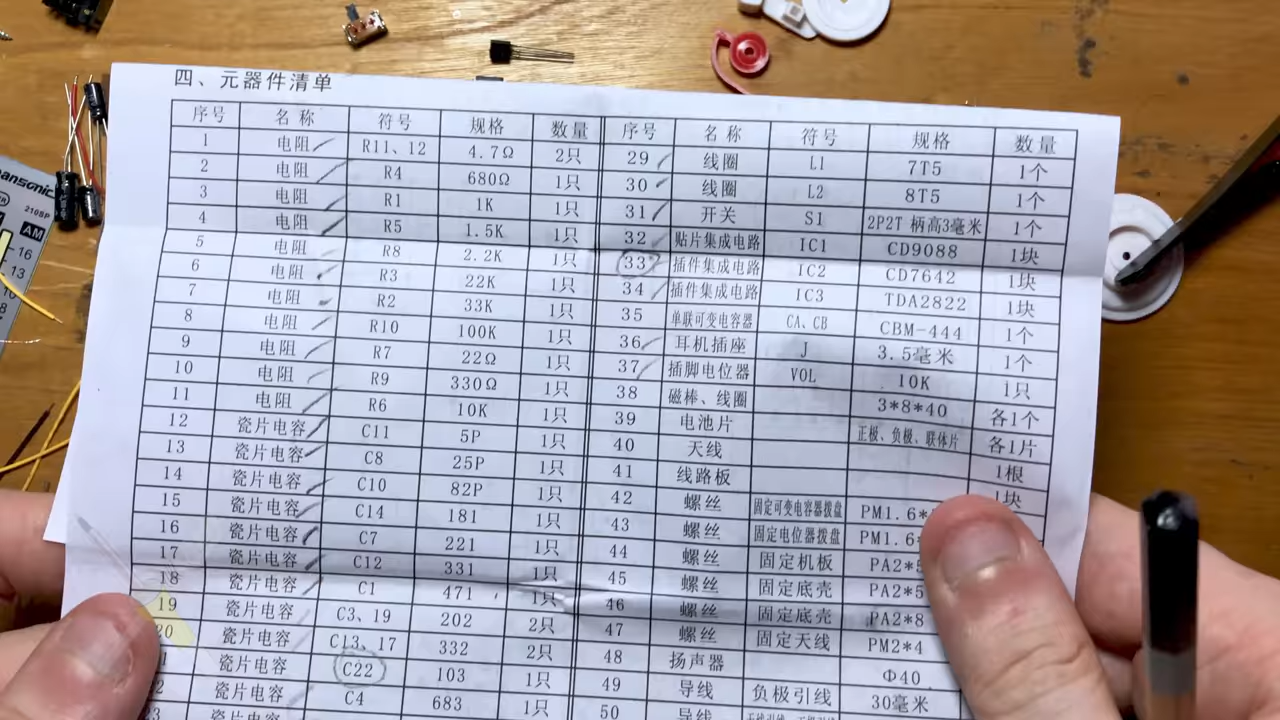 四、元器件清单
序号 名称 符号 规格 数量 序号 名称 符号 规格 数量
1 电阻 R11、12 4.7Ω 2只 29 线圈 L1 7T5 1个
2 电阻 R4 680Ω 1只 30 线圈 L2 8T5 1个
3 电阻 R1 1K 1只 31 开关 S1 2P2T 柄高3毫米 1个
4 电阻 R5 1.5K 1只 32 贴片集成电路 IC1 CD9088 1块
5 电阻 R8 2.2K 1只 33 插件集成电路 IC2 CD7642 1块
6 电阻 R3 22K 1只 34 插件集成电路 IC3 TDA2822 1块
7 电阻 R2 33K 1只 35 单联可变电容器 CA、CB CBM-444 1个
8 电阻 R10 100K 1只 36 耳机插座 J 3.5毫米 1个
9 电阻 R7 22Ω 1只 37 插脚电位器 VOL 10K 1只
10 电阻 R9 330Ω 1只 38 磁棒、线圈 3*8*40 各1个
11 电阻 R6 10K 1只 39 电池片 正极、负极、联体片 各1片
12 瓷片电容 C11 5P 1只 40 天线 1根
13 瓷片电容 C8 25P 1只 41 线路板 1块
14 瓷片电容 C10 82P 1只 42 螺丝 固定可变电容器拨盘 PM1.6*
15 瓷片电容 C14 181 1只 43 螺丝 固定电位器拨盘 PM1.6*
16 瓷片电容 C7 221 1只 44 螺丝 固定机板 PA2*5
17 瓷片电容 C12 331 1只 45 螺丝 固定底壳 PA2*5
18 瓷片电容 C1 471 1只 46 螺丝 固定底壳 PA2*8
19 瓷片电容 C3、19 202 2只 47 螺丝 固定天线 PM2*4
20 瓷片电容 C13、17 332 2只 48 扬声器 Φ40
瓷片电容 C22 103 1只 49 导线 负极引线 30毫米
22 瓷片电容 C4 683 1只 50 导线
23
ansonic
210BP
AM
16
13